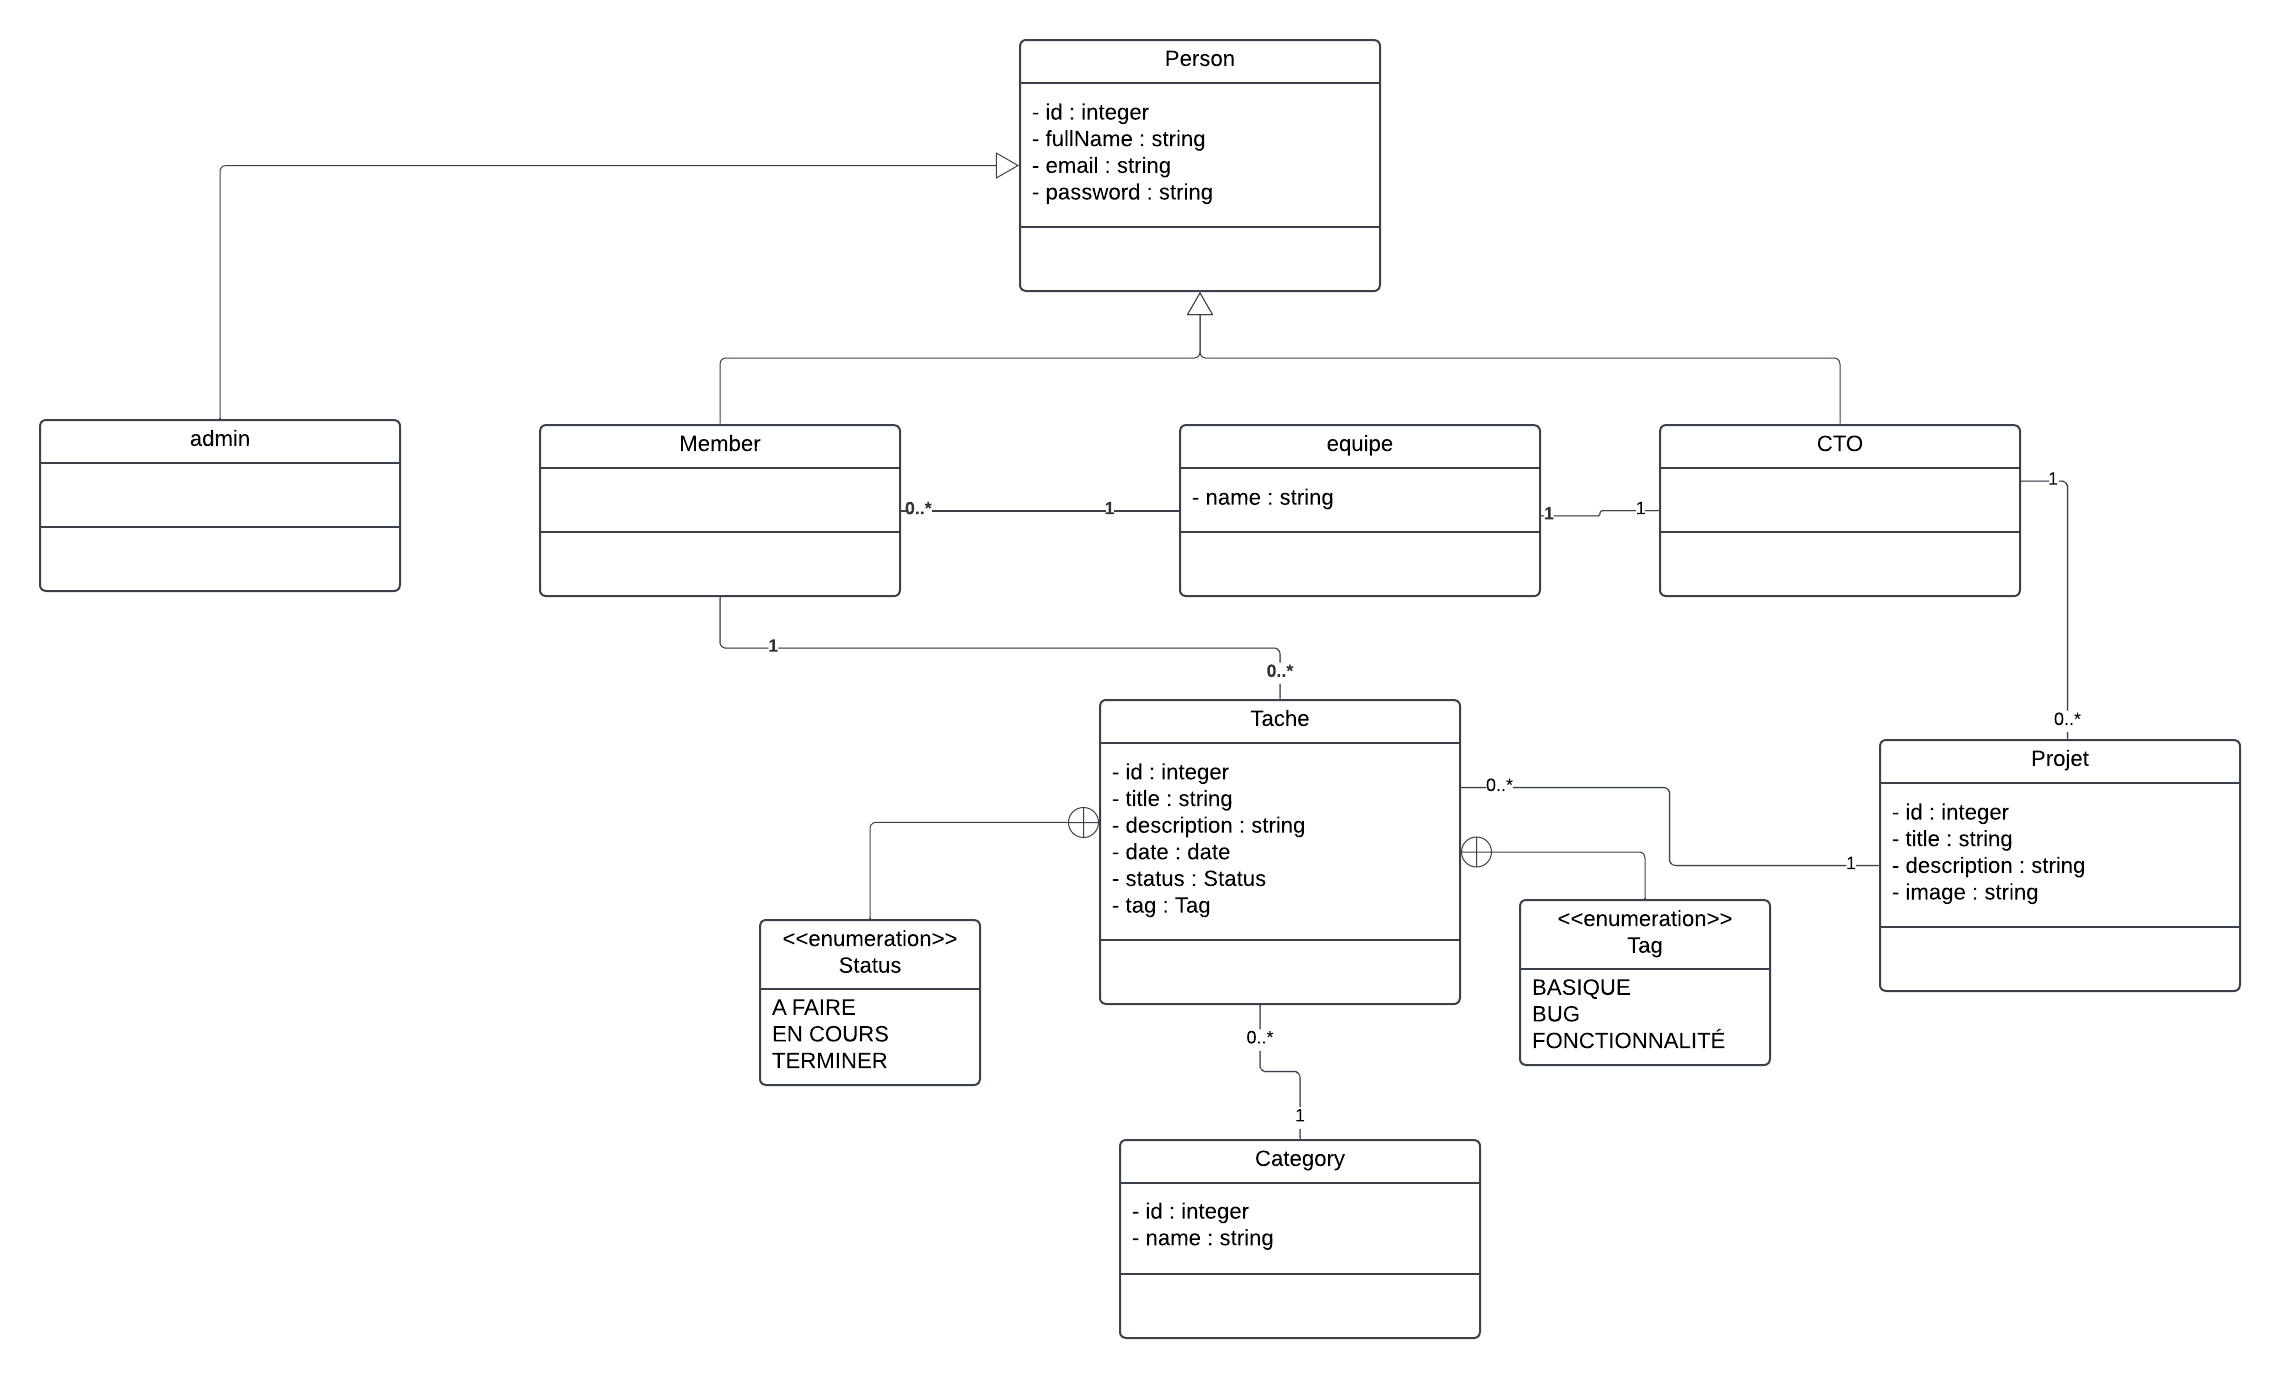 Person
- id : integer
- fullName : string
- email : string
- password : string
admin
Member
equipe
- name : string
CTO
0..*
1
1
1
1
1
0..*
0..*
Tache
- id : integer
- title : string
- description : string
- date : date
- status : Status
- tag : Tag
0..*
1
Projet
- id : integer
- title : string
- description : string
- image : string
<<enumeration>>
Status
A FAIRE
EN COURS
TERMINER
<<enumeration>>
Tag
BASIQUE
BUG
FONCTIONNALITÉ
0..*
1
Category
- id : integer
- name : string